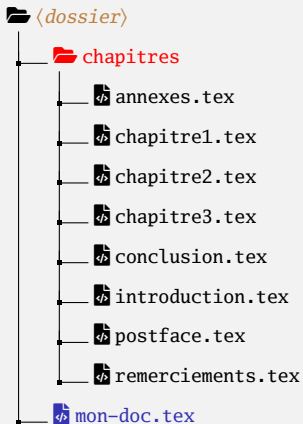 ⟨dossier⟩
chapitres
annexes.tex
chapitre1.tex
chapitre2.tex
chapitre3.tex
conclusion.tex
introduction.tex
postface.tex
remerciements.tex
mon-doc.tex